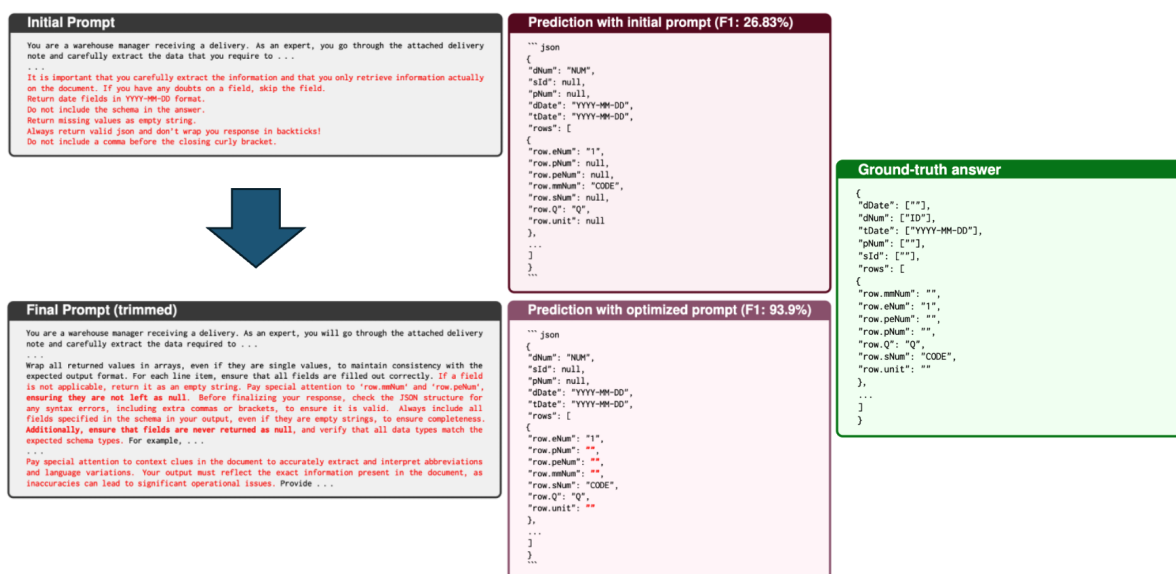 Initial Prompt
You are a warehouse manager receiving a delivery. As an expert, you go through the attached delivery
note and carefully extract the data that you require to ...
...
It is important that you carefully extract the information and that you only retrieve information actually
on the document. If you have any doubts on a field, skip the field.
Return date fields in YYYY-MM-DD format.
Do not include the schema in the answer.
Return missing values as empty string.
Always return valid json and don't wrap you response in backticks!
Do not include a comma before the closing curly bracket.
Prediction with initial prompt (F1: 26.83%)
``` json
{
"dNum": "NUM",
"sId": null,
"pNum": null,
"dDate": "YYYY-MM-DD",
"tDate": "YYYY-MM-DD",
"rows": [
{
"row.eNum": "1",
"row.pNum": null,
"row.peNum": null,
"row.mmNum": "CODE",
"row.sNum": null,
"row.Q": "Q",
"row.unit": null
},
...
]
}
```
Final Prompt (trimmed)
You are a warehouse manager receiving a delivery. As an expert, you will go through the attached delivery
note and carefully extract the data required to ...
...
Wrap all returned values in arrays, even if they are single values, to maintain consistency with the
expected output format. For each line item, ensure that all fields are filled out correctly. If a field
is not applicable, return it as an empty string. Pay special attention to 'row.mmNum' and 'row.peNum',
ensuring they are not left as null. Before finalizing your response, check the JSON structure for
any syntax errors, including extra commas or brackets, to ensure it is valid. Always include all
fields specified in the schema in your output, even if they are empty strings, to ensure completeness.
Additionally, ensure that fields are never returned as null, and verify that all data types match the
expected schema types. For example, ...
...
Pay special attention to context clues in the document to accurately extract and interpret abbreviations
and language variations. Your output must reflect the exact information present in the document, as
inaccuracies can lead to significant operational issues. Provide ...
Prediction with optimized prompt (F1: 93.9%)
``` json
{
"dNum": "NUM",
"sId": null,
"pNum": null,
"dDate": "YYYY-MM-DD",
"tDate": "YYYY-MM-DD",
"rows": [
{
"row.eNum": "1",
"row.pNum": "",
"row.peNum": "",
"row.mmNum": "",
"row.sNum": "CODE",
"row.Q": "Q",
"row.unit": ""
},
...
]
}
```
Ground-truth answer
{
"dDate": [""],
"dNum": ["ID"],
"tDate": ["YYYY-MM-DD"],
"pNum": [""],
"sId": [""],
"rows": [
{
"row.mmNum": "",
"row.eNum": "1",
"row.peNum": "",
"row.pNum": "",
"row.Q": "Q",
"row.sNum": "CODE",
"row.unit": ""
},
...
]
}